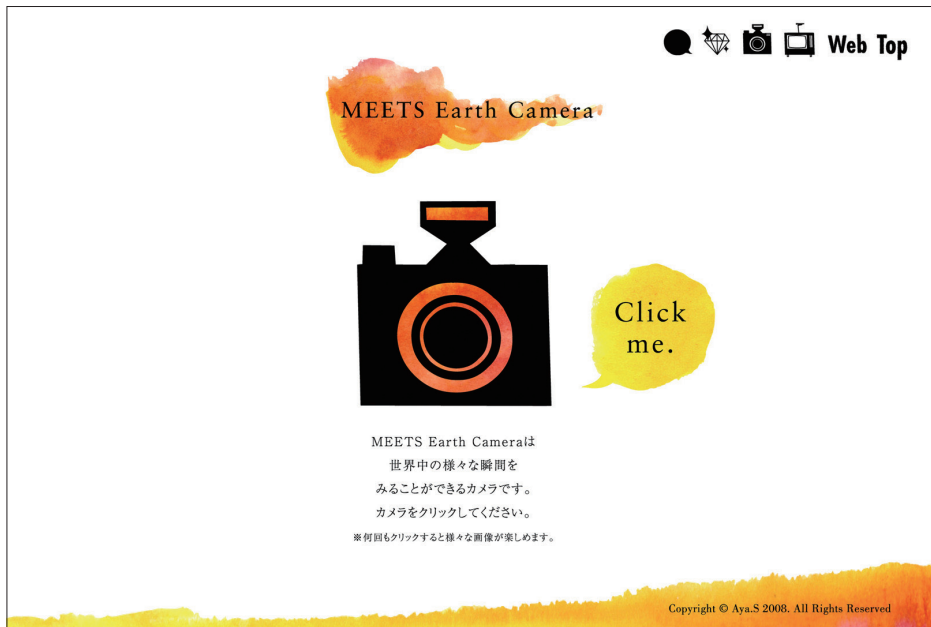 Web Top
MEETS Earth Camera
Click
me.
MEETS Earth Cameraは
世界中の様々な瞬間を
みることができるカメラです。
カメラをクリックしてください。
※何回もクリックすると様々な画像が楽しめます。
Copyright © Aya.S 2008. All Rights Reserved